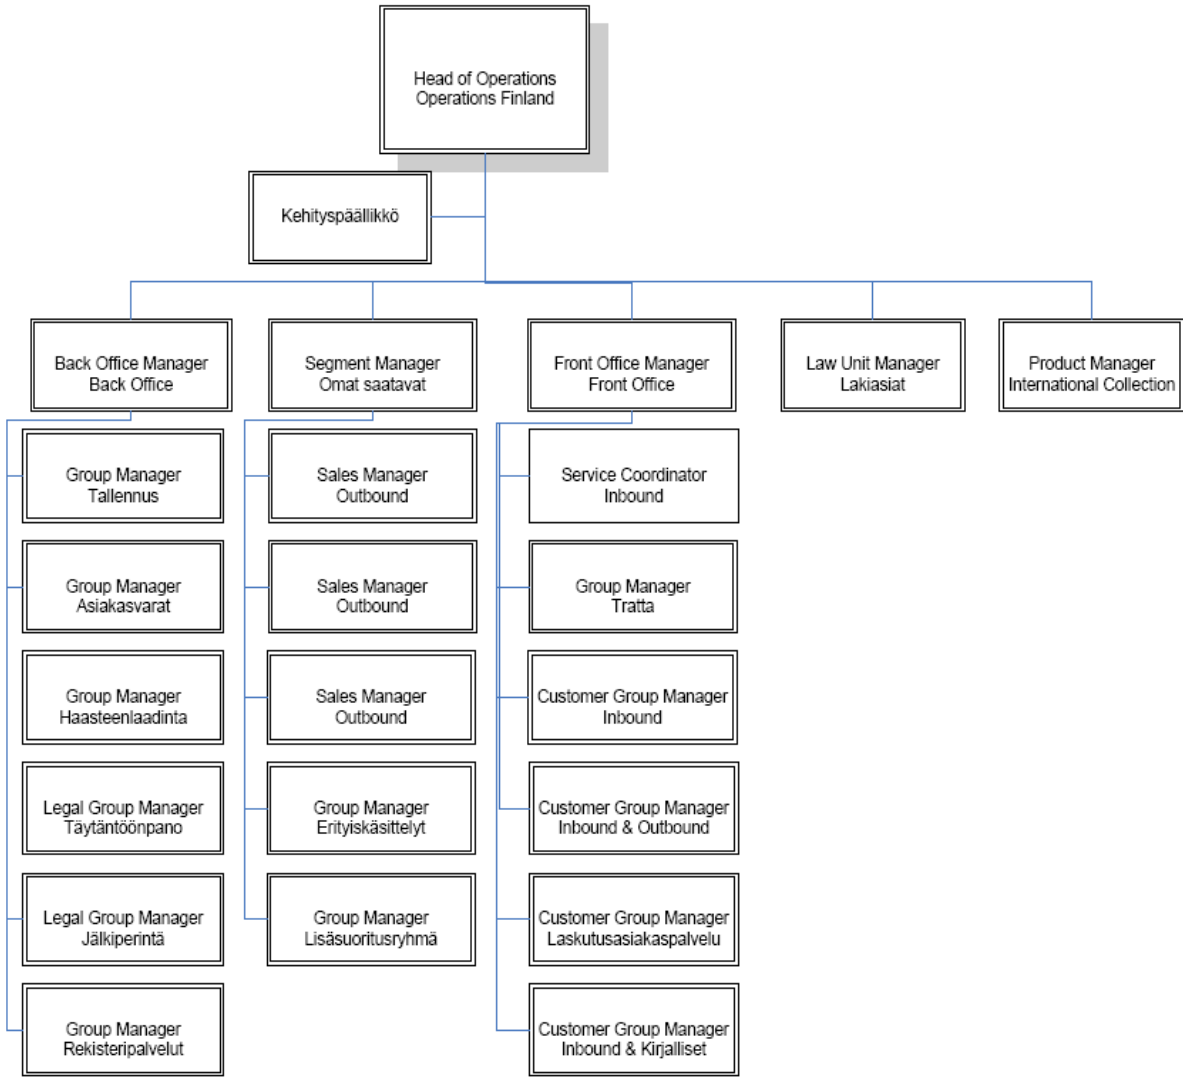 Head of Operations
Operations Finland
Kehityspäällikkö
Back Office Manager
Back Office
Segment Manager
Omat saatavat
Front Office Manager
Front Office
Law Unit Manager
Lakiasiat
Product Manager
International Collection
Group Manager
Tallennus
Sales Manager
Outbound
Service Coordinator
Inbound
Group Manager
Asiakasvarat
Sales Manager
Outbound
Group Manager
Tratta
Group Manager
Haasteenlaadinta
Sales Manager
Outbound
Customer Group Manager
Inbound
Legal Group Manager
Täytäntöönpano
Group Manager
Erityiskäsittelyt
Customer Group Manager
Inbound & Outbound
Legal Group Manager
Jälkiperintä
Group Manager
Lisäsuoritusryhmä
Customer Group Manager
Laskutusasiakaspalvelu
Group Manager
Rekisteripalvelut
Customer Group Manager
Inbound & Kirjalliset